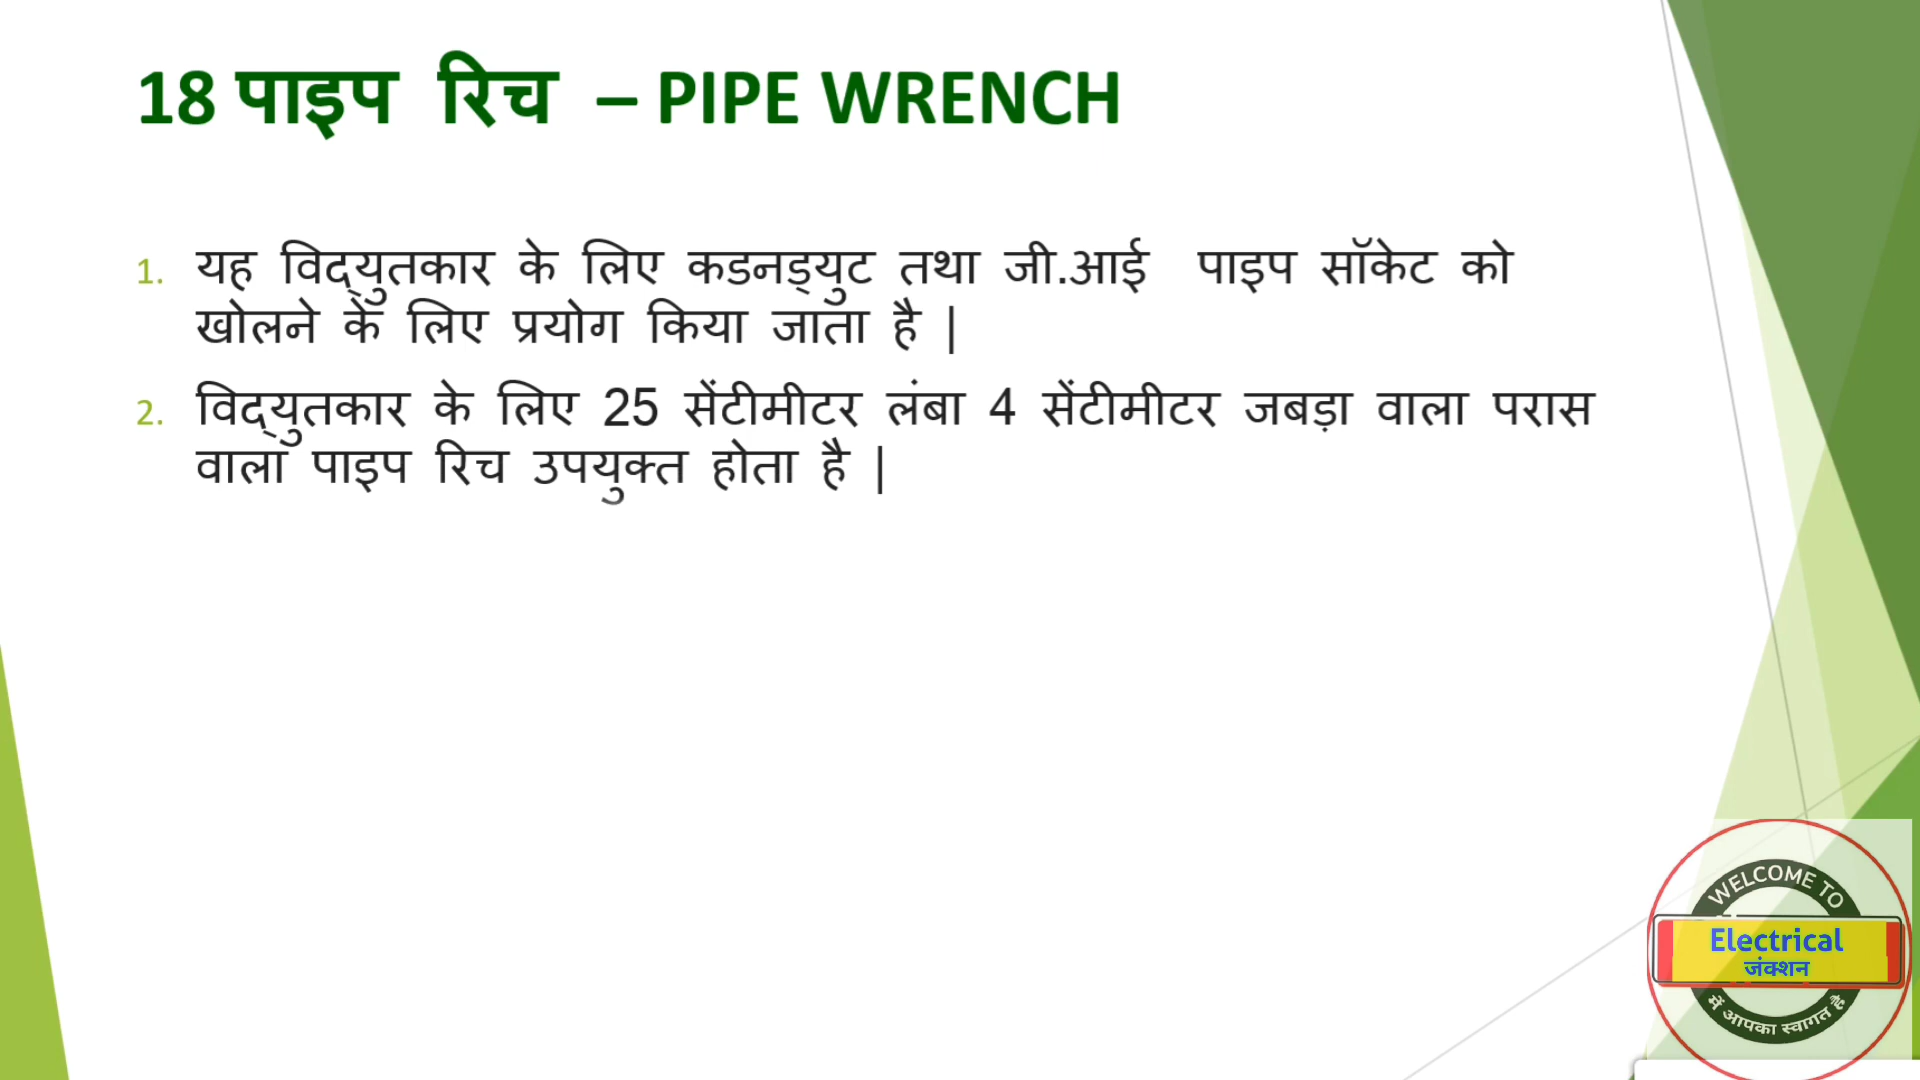 18 पाइप रिच – PIPE WRENCH
1. यह विद्युतकार के लिए कडनड्युट तथा जी.आई पाइप सॉकेट को
खोलने के लिए प्रयोग किया जाता है |
2. विद्युतकार के लिए 25 सेंटीमीटर लंबा 4 सेंटीमीटर जबड़ा वाला परास
वाला पाइप रिच उपयुक्त होता है |
WELCOME TO
Electrical
जंक्शन
में आपका स्वागत है